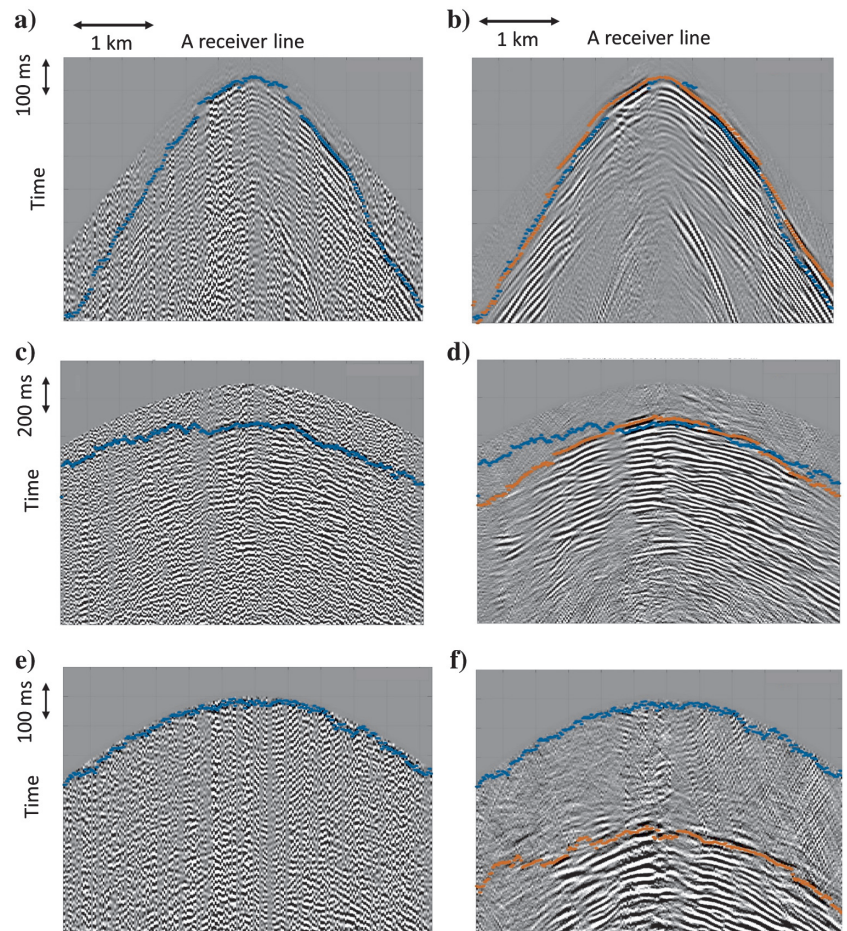 a)
1 km
A receiver line
b)
1 km
A receiver line
100 ms
Time
c)
d)
200 ms
Time
e)
f)
100 ms
Time